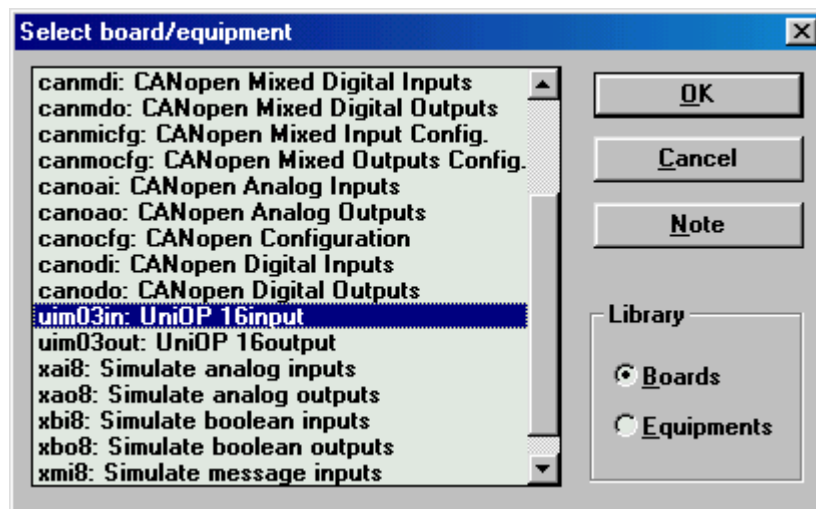 Select board/equipment
canmdi: CANopen Mixed Digital Inputs
canmdo: CANopen Mixed Digital Outputs
canmicfg: CANopen Mixed Input Config.
canmocfg: CANopen Mixed Outputs Config.
canoai: CANopen Analog Inputs
canoao: CANopen Analog Outputs
canocfg: CANopen Configuration
canodi: CANopen Digital Inputs
canodo: CANopen Digital Outputs
uim03in: UniOP 16input
uim03out: UniOP 16output
xai8: Simulate analog inputs
xao8: Simulate analog outputs
xbi8: Simulate boolean inputs
xbo8: Simulate boolean outputs
xmi8: Simulate message inputs
OK
Cancel
Note
Library
Boards
Equipments